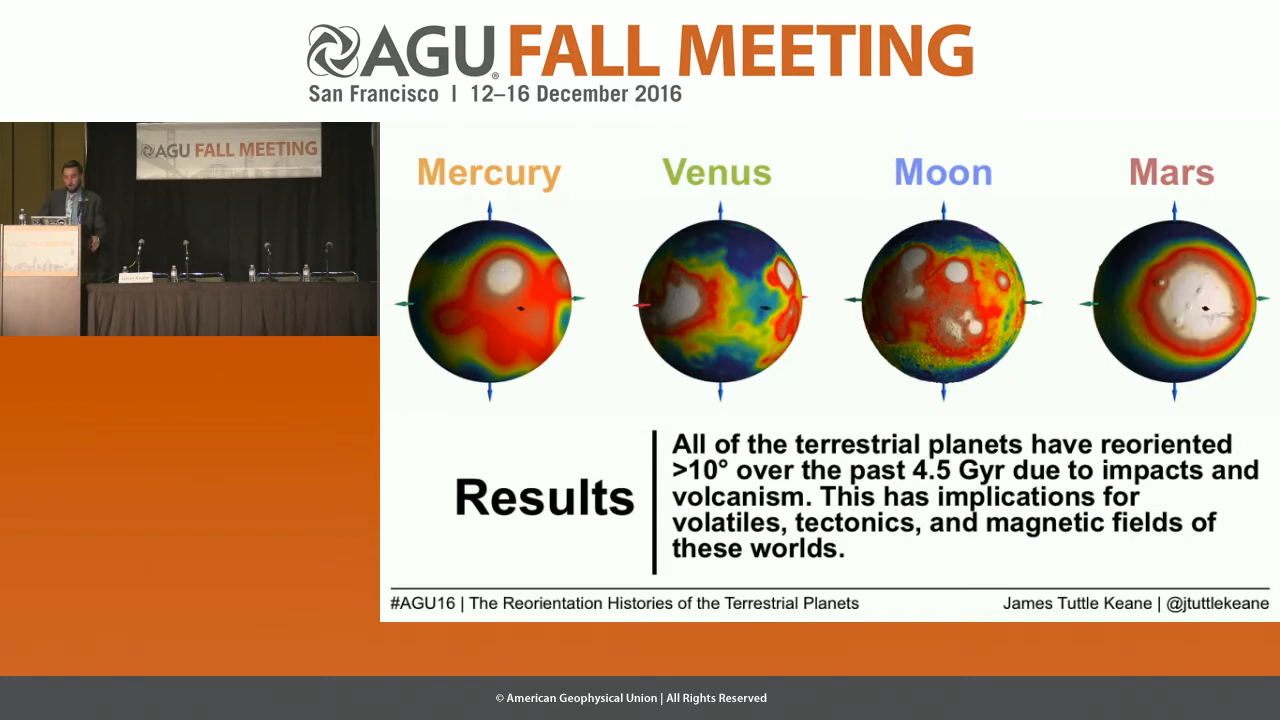 AGU FALL MEETING
San Francisco | 12–16 December 2016
AGU FALL MEETING
AGU FALL MEETING
Mercury Venus Moon Mars
Results
All of the terrestrial planets have reoriented
>10° over the past 4.5 Gyr due to impacts and
volcanism. This has implications for
volatiles, tectonics, and magnetic fields of
these worlds.
#AGU16 | The Reorientation Histories of the Terrestrial Planets
James Tuttle Keane | @jtuttlekeane
© American Geophysical Union | All Rights Reserved